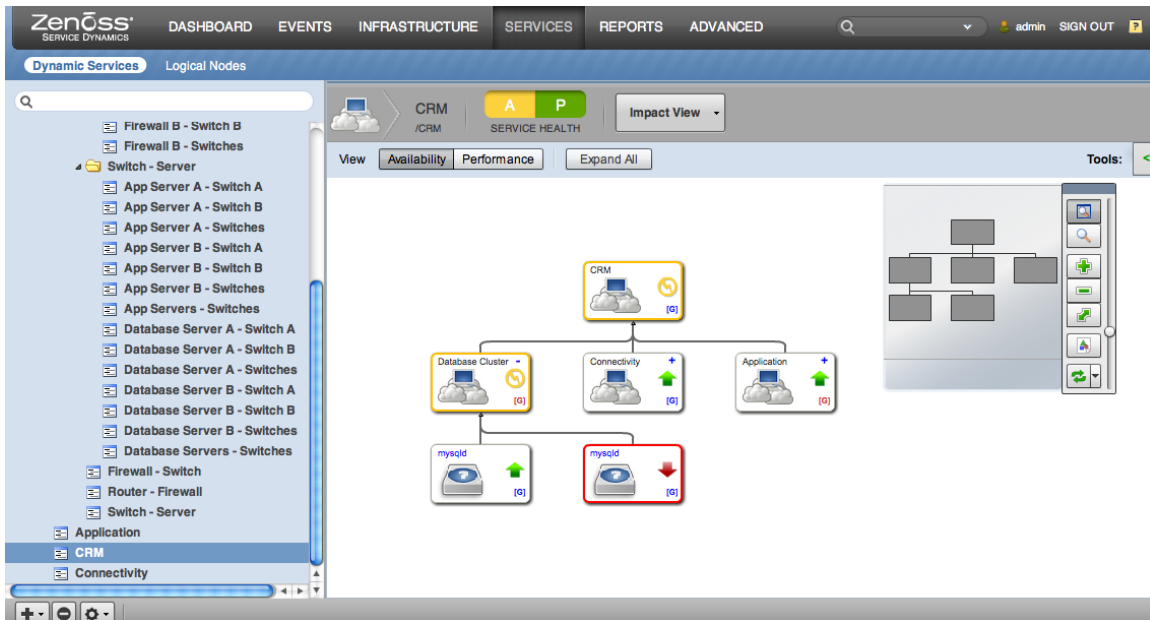 Zenoss
SERVICE DYNAMICS
DASHBOARD EVENTS INFRASTRUCTURE SERVICES REPORTS ADVANCED
admin SIGN OUT ?
Dynamic Services Logical Nodes
Firewall B - Switch B
Firewall B - Switches
Switch - Server
App Server A - Switch A
App Server A - Switch B
App Server A - Switches
App Server B - Switch A
App Server B - Switch B
App Server B - Switches
App Servers - Switches
Database Server A - Switch A
Database Server A - Switch B
Database Server A - Switches
Database Server B - Switch A
Database Server B - Switch B
Database Server B - Switches
Database Servers - Switches
Firewall - Switch
Router - Firewall
Switch - Server
Application
CRM
Connectivity
CRM
/CRM
A P
SERVICE HEALTH
Impact View
View Availability Performance Expand All Tools:
CRM
[G]
Database Cluster -
[G]
Connectivity +
[G]
Application +
[G]
mysqld
?
[G]
mysqld
?
[G]